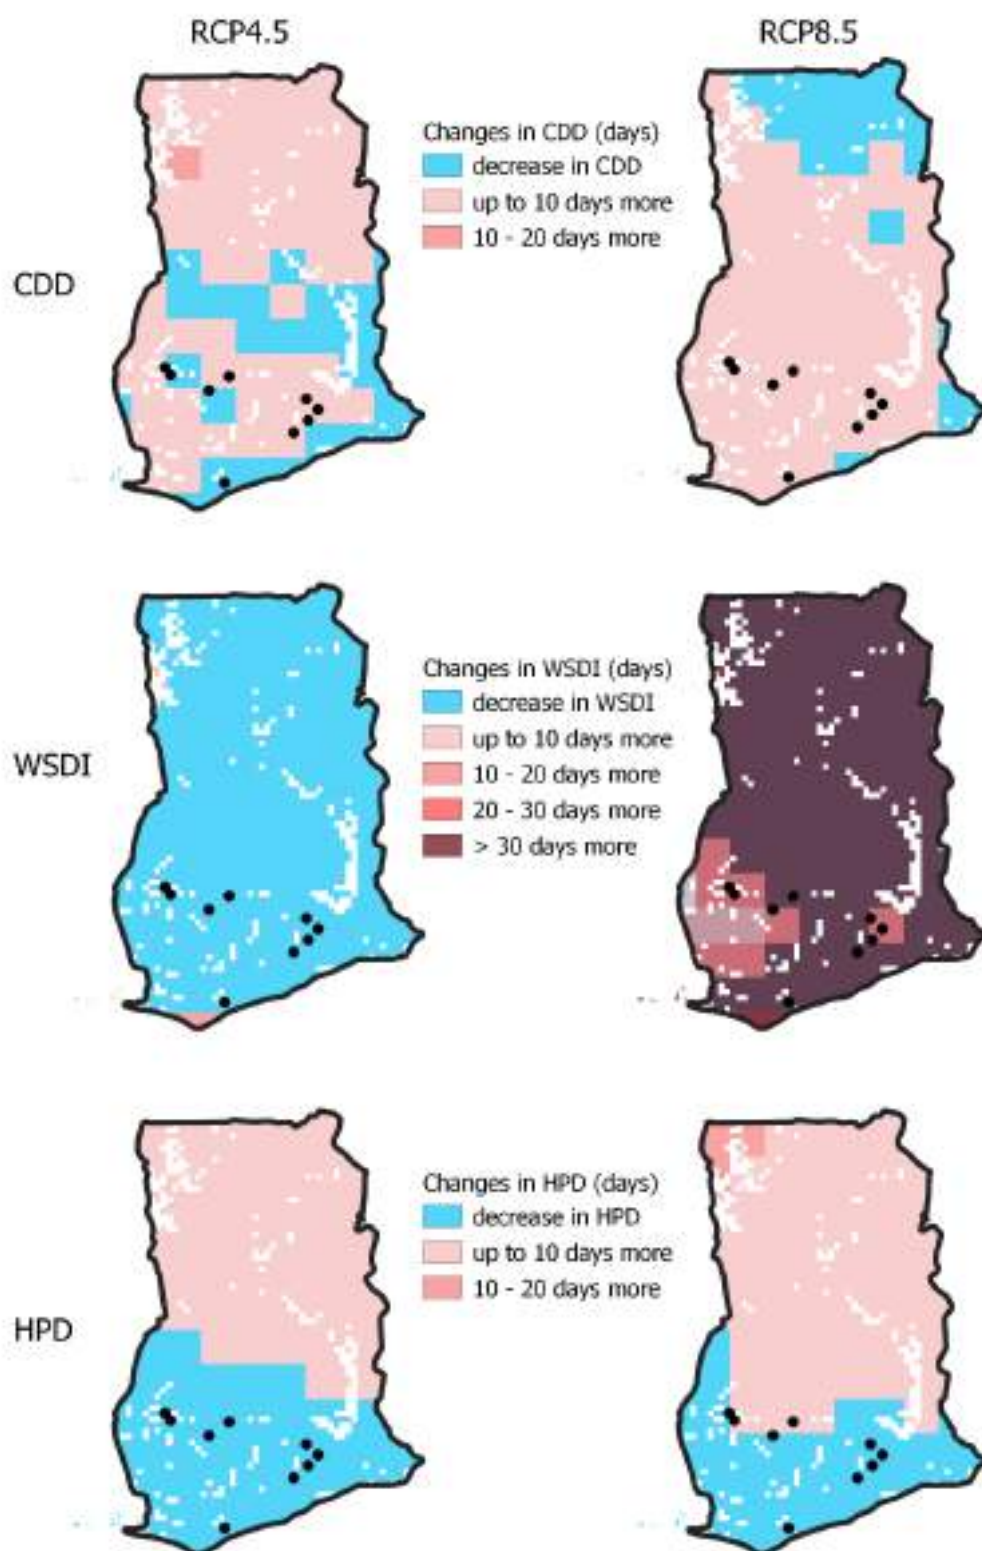 RCP4.5
RCP8.5
Changes in CDD (days)
decrease in CDD
up to 10 days more
10 - 20 days more
CDD
Changes in WSDI (days)
decrease in WSDI
up to 10 days more
10 - 20 days more
20 - 30 days more
> 30 days more
WSDI
Changes in HPD (days)
decrease in HPD
up to 10 days more
10 - 20 days more
HPD